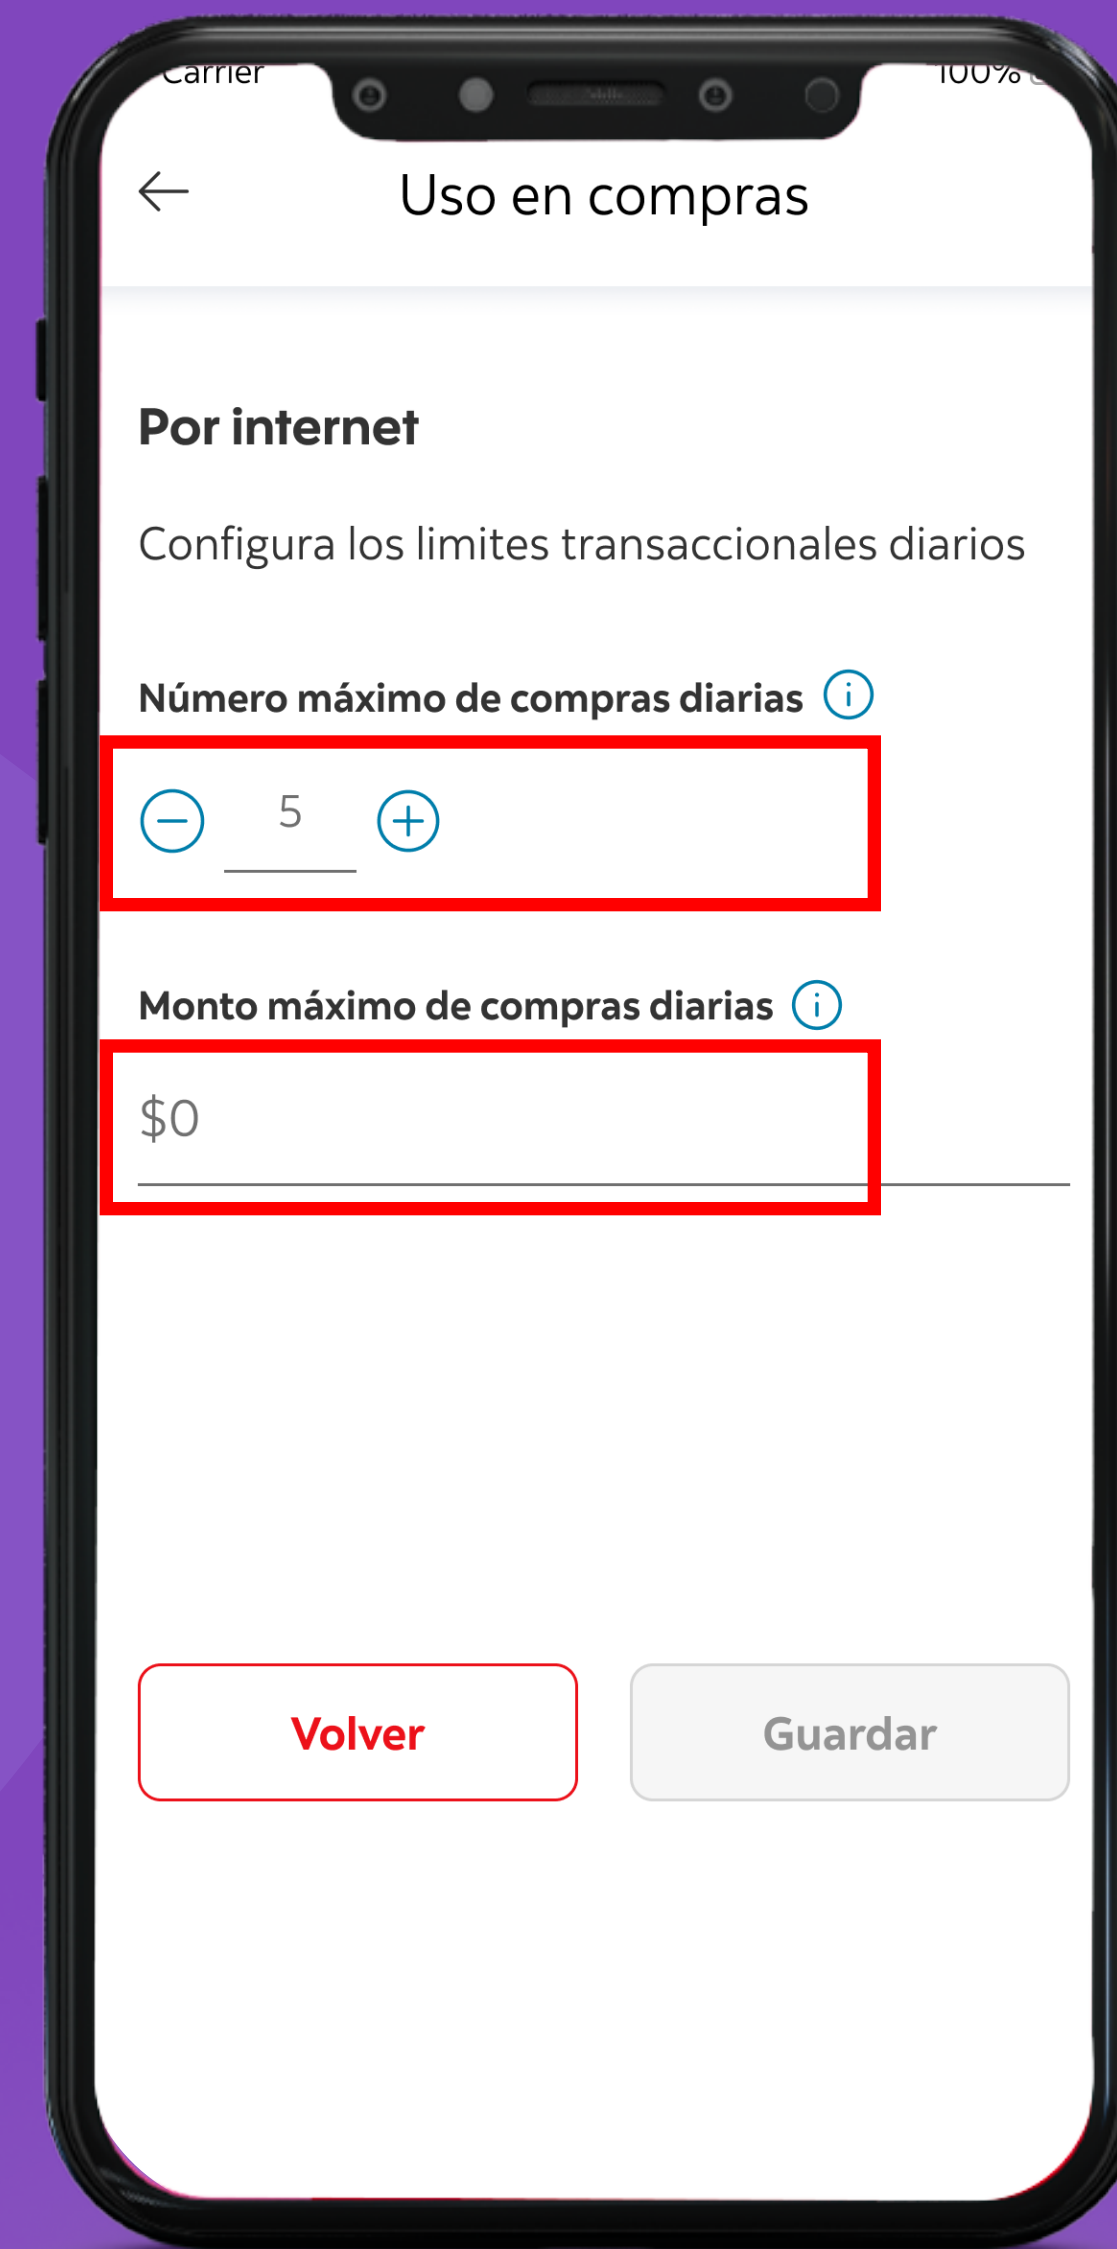 Carrier
100%
Uso en compras
Por internet
Configura los limites transaccionales diarios
Número máximo de compras diarias
5
Monto máximo de compras diarias
$0
Volver
Guardar